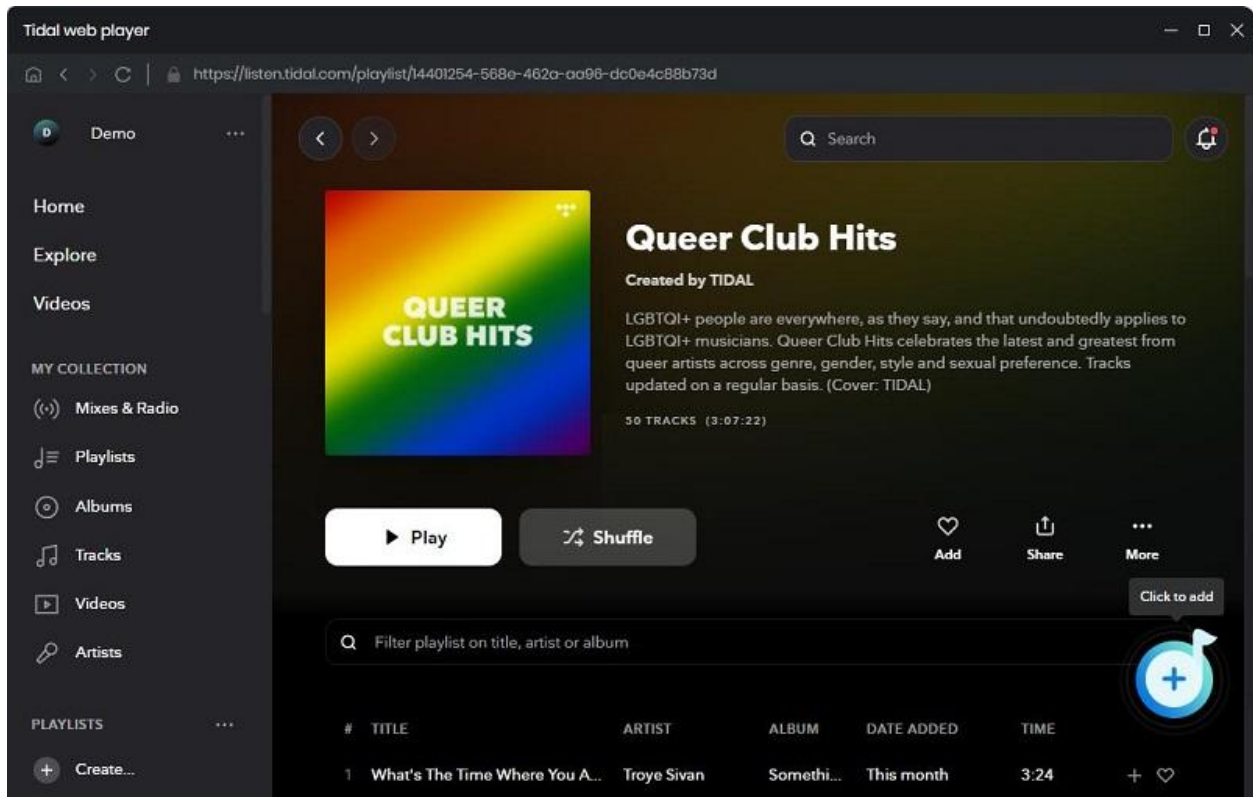 Tidal web player
https://listen.tidal.com/playlist/14401254-568e-462a-aa96-dc0e4c88b73d
D Demo
Search
Home
Explore
Videos
MY COLLECTION
Mixes & Radio
Playlists
Albums
Tracks
Videos
Artists
PLAYLISTS
Create...
QUEER
CLUB HITS
Queer Club Hits
Created by TIDAL
LGBTQI+ people are everywhere, as they say, and that undoubtedly applies to
LGBTQI+ musicians. Queer Club Hits celebrates the latest and greatest from
queer artists across genre, gender, style and sexual preference. Tracks
updated on a regular basis. (Cover: TIDAL)
50 TRACKS (3:07:22)
Play Shuffle Add Share More
Click to add
Filter playlist on title, artist or album
# TITLE ARTIST ALBUM DATE ADDED TIME
1 What's The Time Where You A... Troye Sivan Somethi... This month 3:24